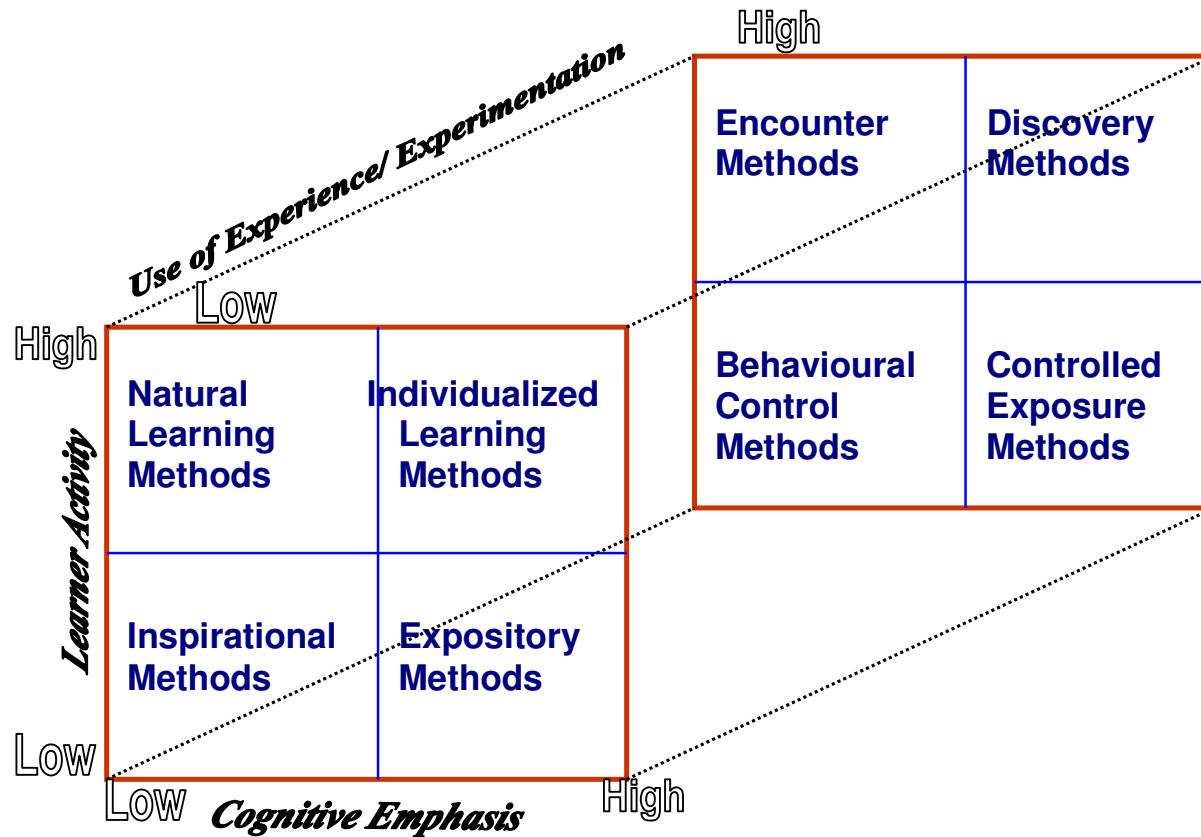 High
Use of Experience/ Experimentation
Encounter
Methods
Discovery
Methods
Low
High
Behavioural
Control
Methods
Controlled
Exposure
Methods
Natural
Learning
Methods
Individualized
Learning
Methods
Learner Activity
Inspirational
Methods
Expository
Methods
Low
Low
High
Cognitive Emphasis